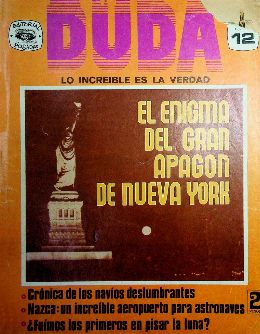 DUDA
12
LO INCREIBLE ES LA VERDAD
EL ENIGMA
DEL GRAN
APAGON
DE NUEVA YORK
Crónica de los navíos deslumbrantes
Nazca: un increíble aeropuerto para astronaves
¿Fuimos los primeros en pisar la luna?